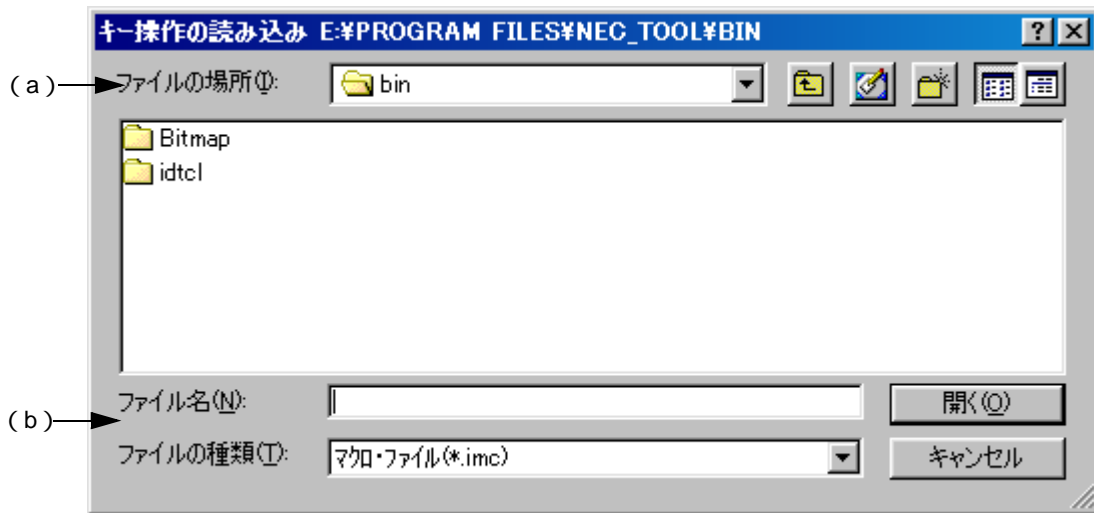 キー操作の読み込み E:¥PROGRAM FILES¥NEC_TOOL¥BIN
(a) ファイルの場所(I): bin
Bitmap
idtcl
ファイル名(N): 開く(O)
(b)
ファイルの種類(T): マクロ・ファイル(*.imc) キャンセル